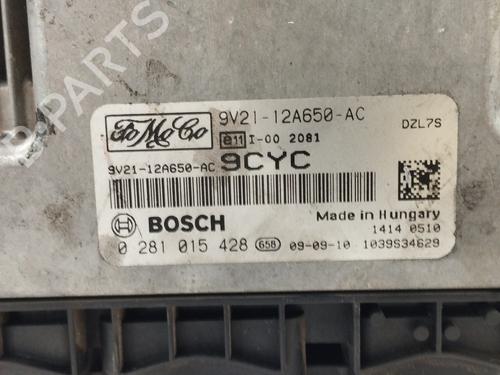 FoMoCo
9V21-12A650-AC
DZL7S
e11 I-00 2081
9V21-12A650-AC 9CYC
BOSCH
Made in Hungary
1414 0510
0 281 015 428 658 09-09-10 1039S34629
B-PARTS